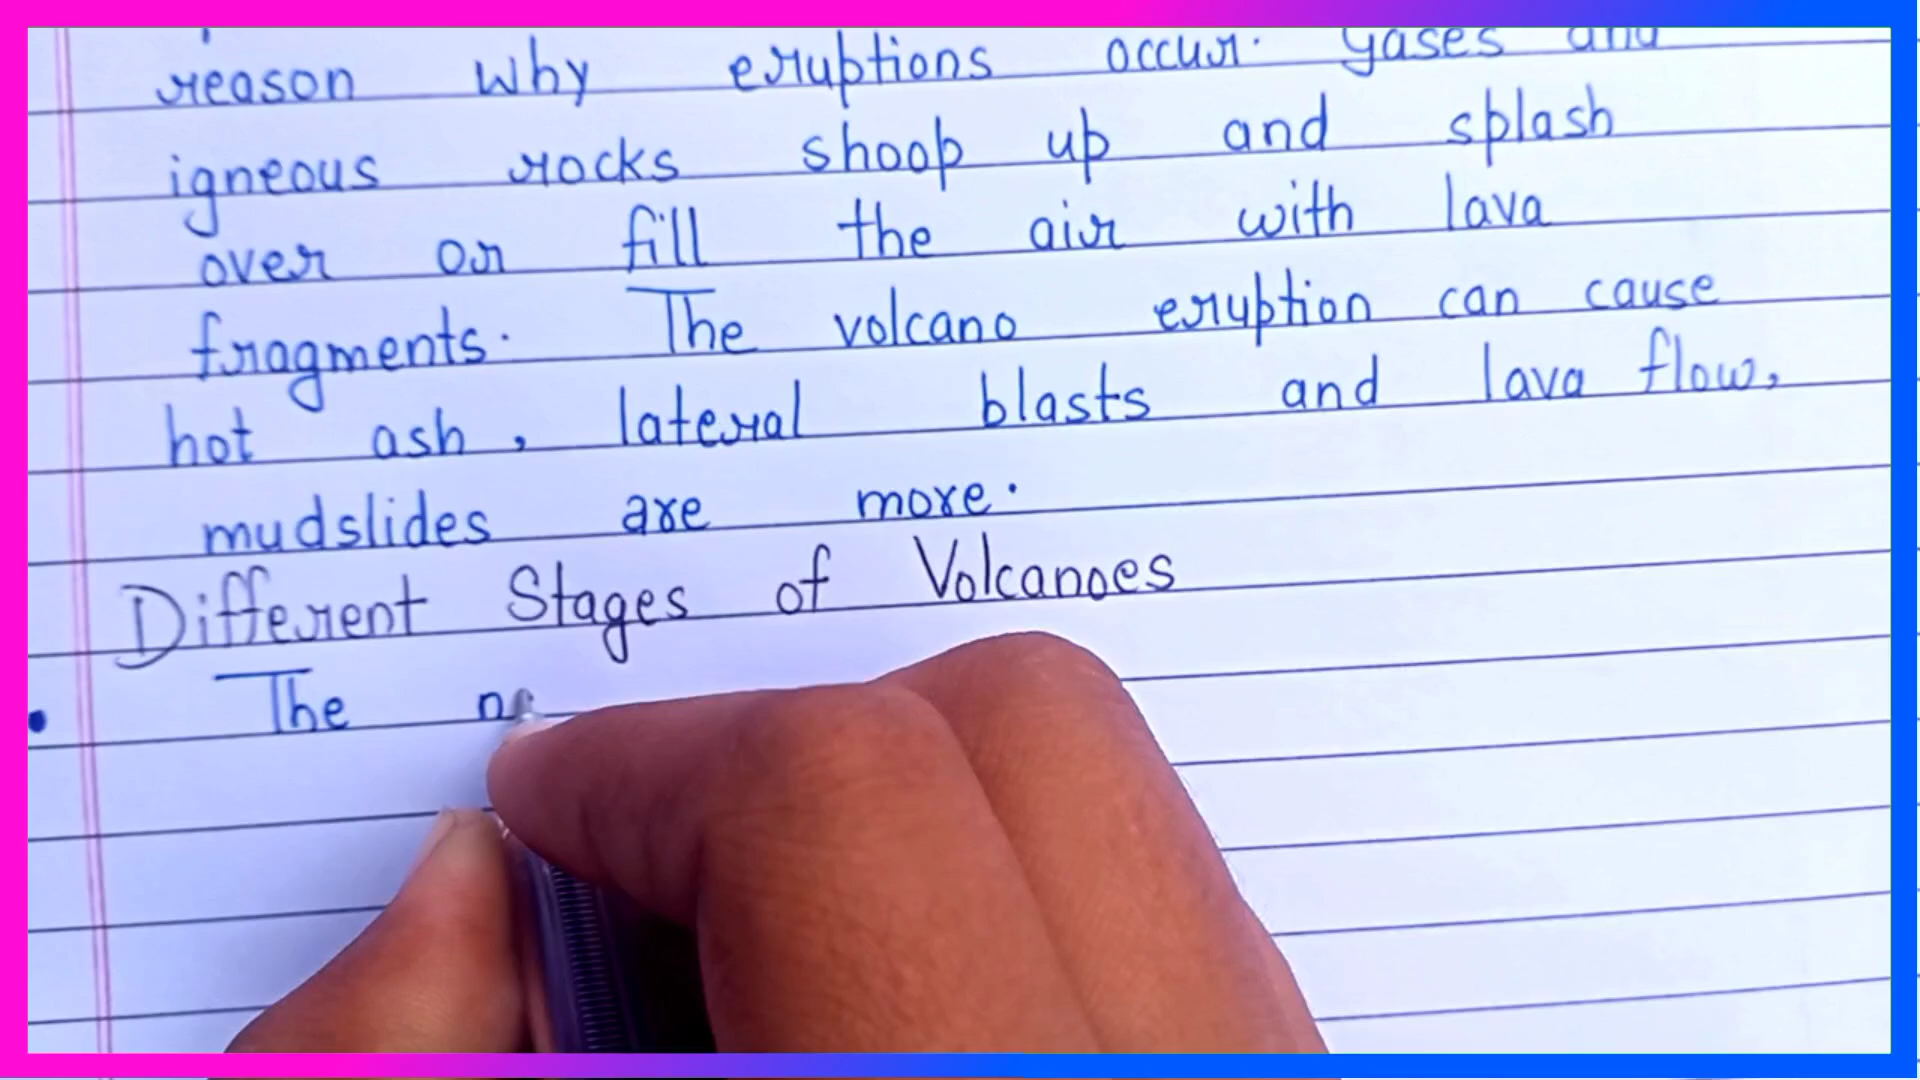 reason why eruptions occur. gases and
igneous rocks shoop up and splash
over or fill the air with lava
fragments. The volcano eruption can cause
hot ash, lateral blasts and lava flow,
mudslides are more.
Different Stages of Volcanoes
The